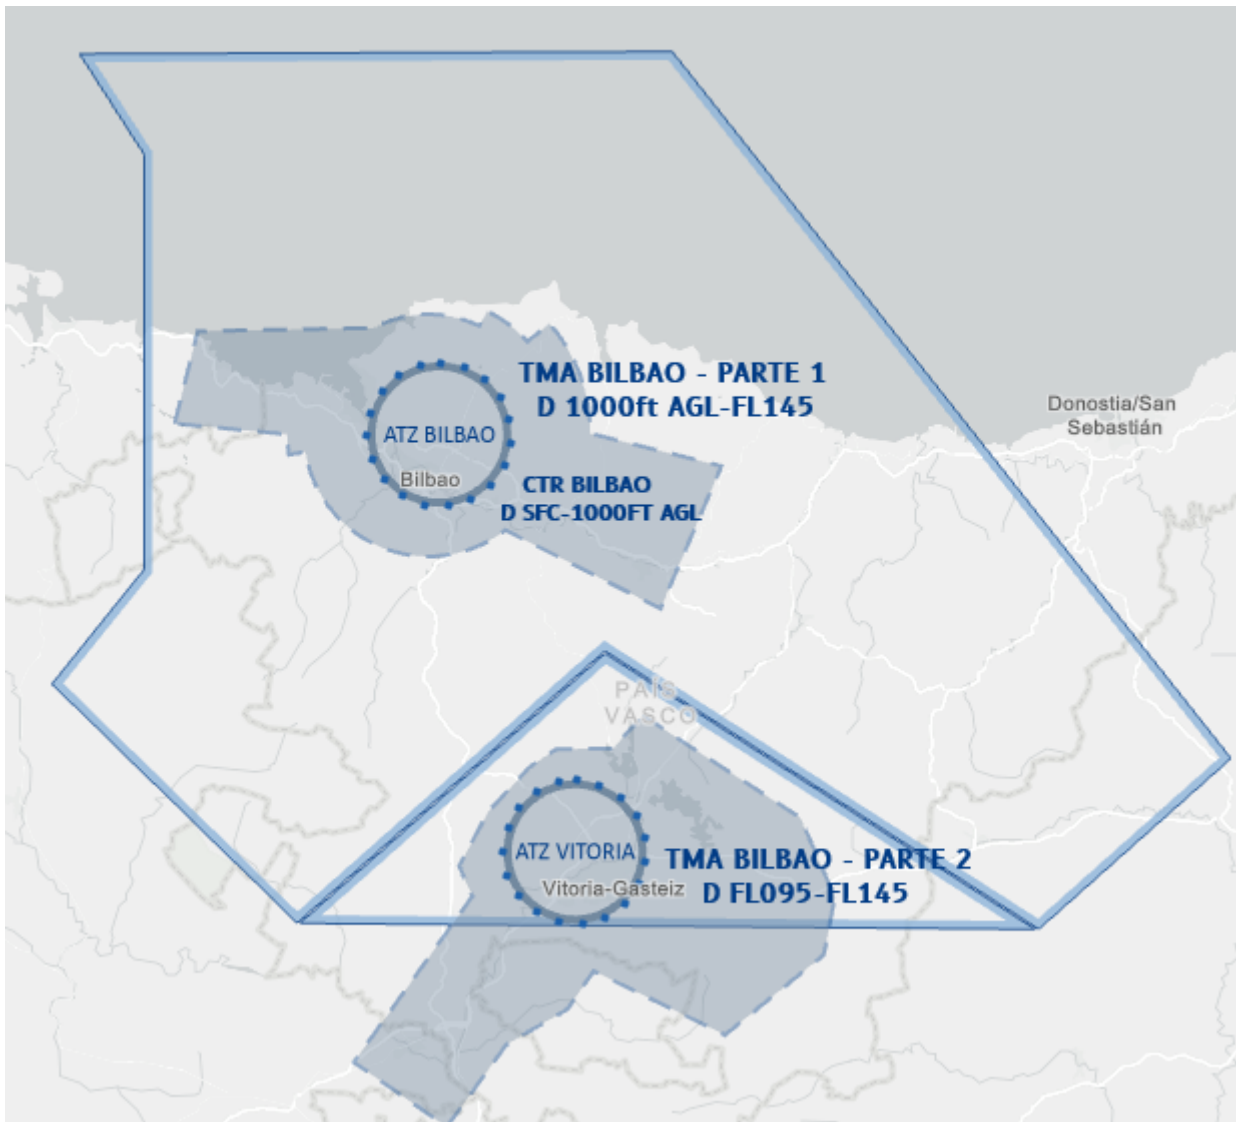 TMA BILBAO - PARTE 1
D 1000ft AGL-FL145
Donostia/San
Sebastián
ATZ BILBAO
Bilbao
CTR BILBAO
D SFC-1000FT AGL
PAÍS
VASCO
ATZ VITORIA
Vitoria-Gasteiz
TMA BILBAO - PARTE 2
D FL095-FL145